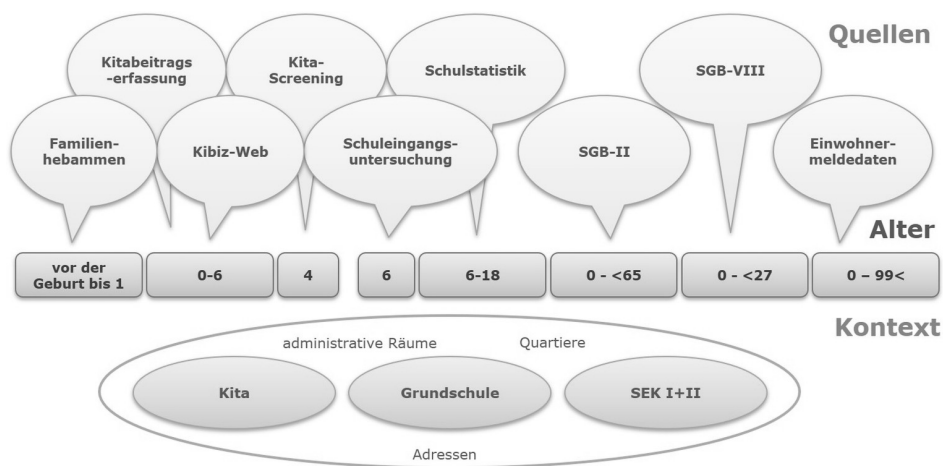 Quellen
Kitabeitrags
-erfassung
Kita-
Screening
Schulstatistik
SGB-VIII
Familien-
hebammen
Kibiz-Web
Schuleingangs-
untersuchung
SGB-II
Einwohner-
meldedaten
Alter
vor der
Geburt bis 1
0-6
4
6
6-18
0 - <65
0 - <27
0 – 99<
Kontext
administrative Räume
Quartiere
Kita
Grundschule
SEK I+II
Adressen